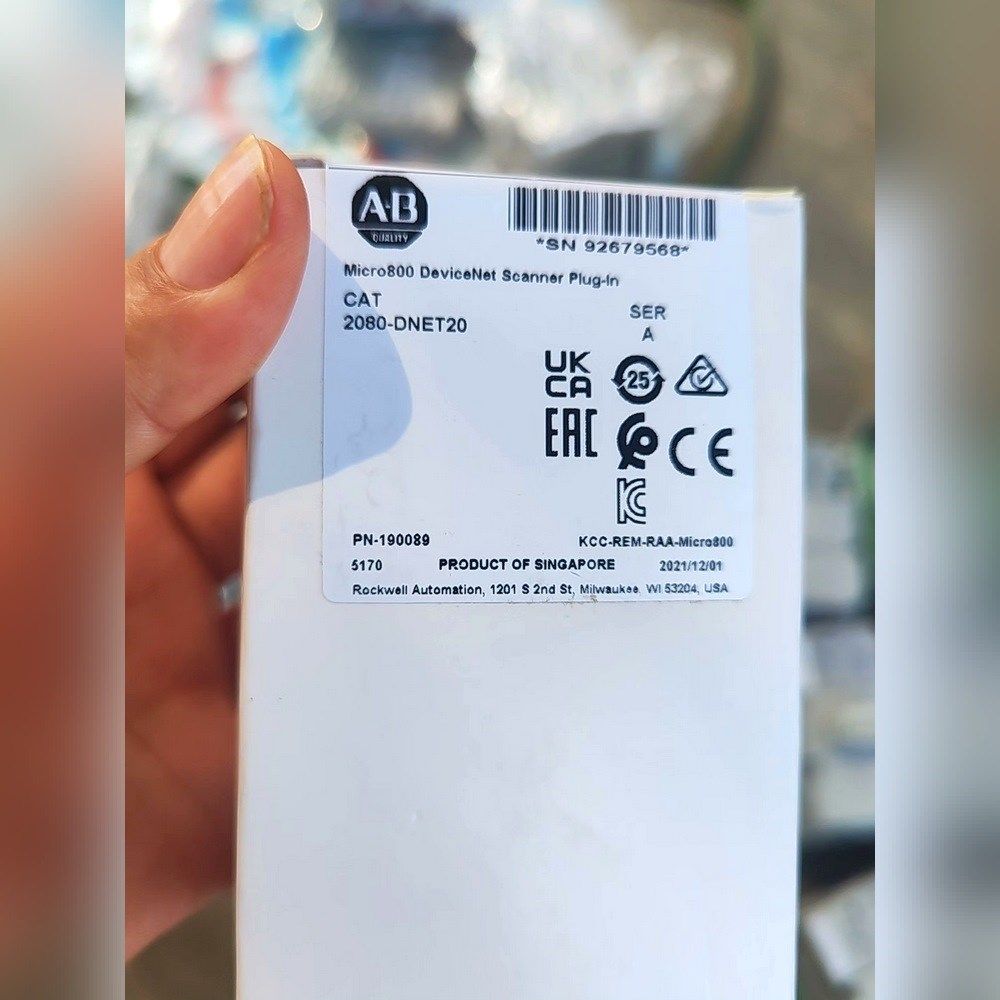 A·B
QUALITY
*SN 92679568*
Micro800 DeviceNet Scanner Plug-In
CAT
2080-DNET20
SER
A
UK
CA
25
EAC
CE
KC
PN-190089
KCC-REM-RAA-Micro800
5170
PRODUCT OF SINGAPORE
2021/12/01
Rockwell Automation, 1201 S 2nd St, Milwaukee, WI 53204, USA